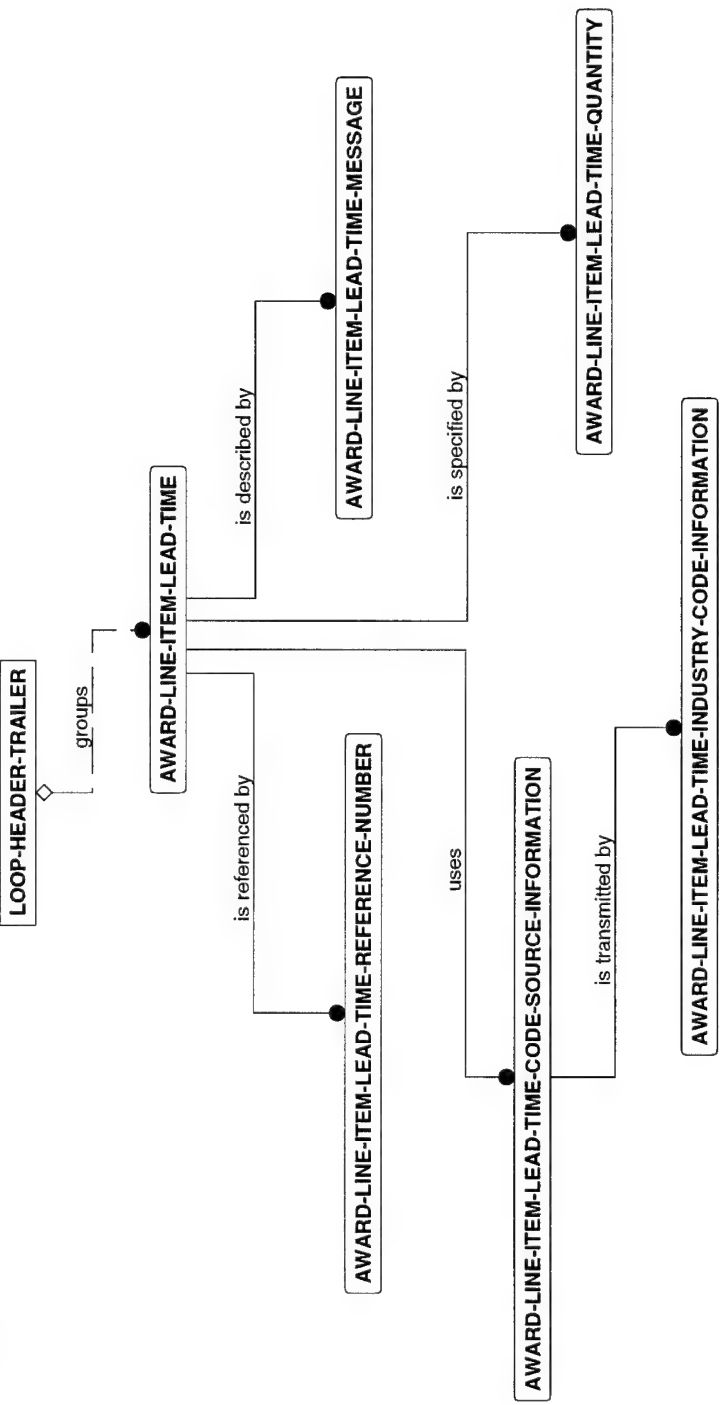 LOOP-HEADER-TRAILER
groups
AWARD-LINE-ITEM-LEAD-TIME
is referenced by
is described by
AWARD-LINE-ITEM-LEAD-TIME-REFERENCE-NUMBER
AWARD-LINE-ITEM-LEAD-TIME-MESSAGE
uses
is specified by
AWARD-LINE-ITEM-LEAD-TIME-CODE-SOURCE-INFORMATION
AWARD-LINE-ITEM-LEAD-TIME-QUANTITY
is transmitted by
AWARD-LINE-ITEM-LEAD-TIME-INDUSTRY-CODE-INFORMATION